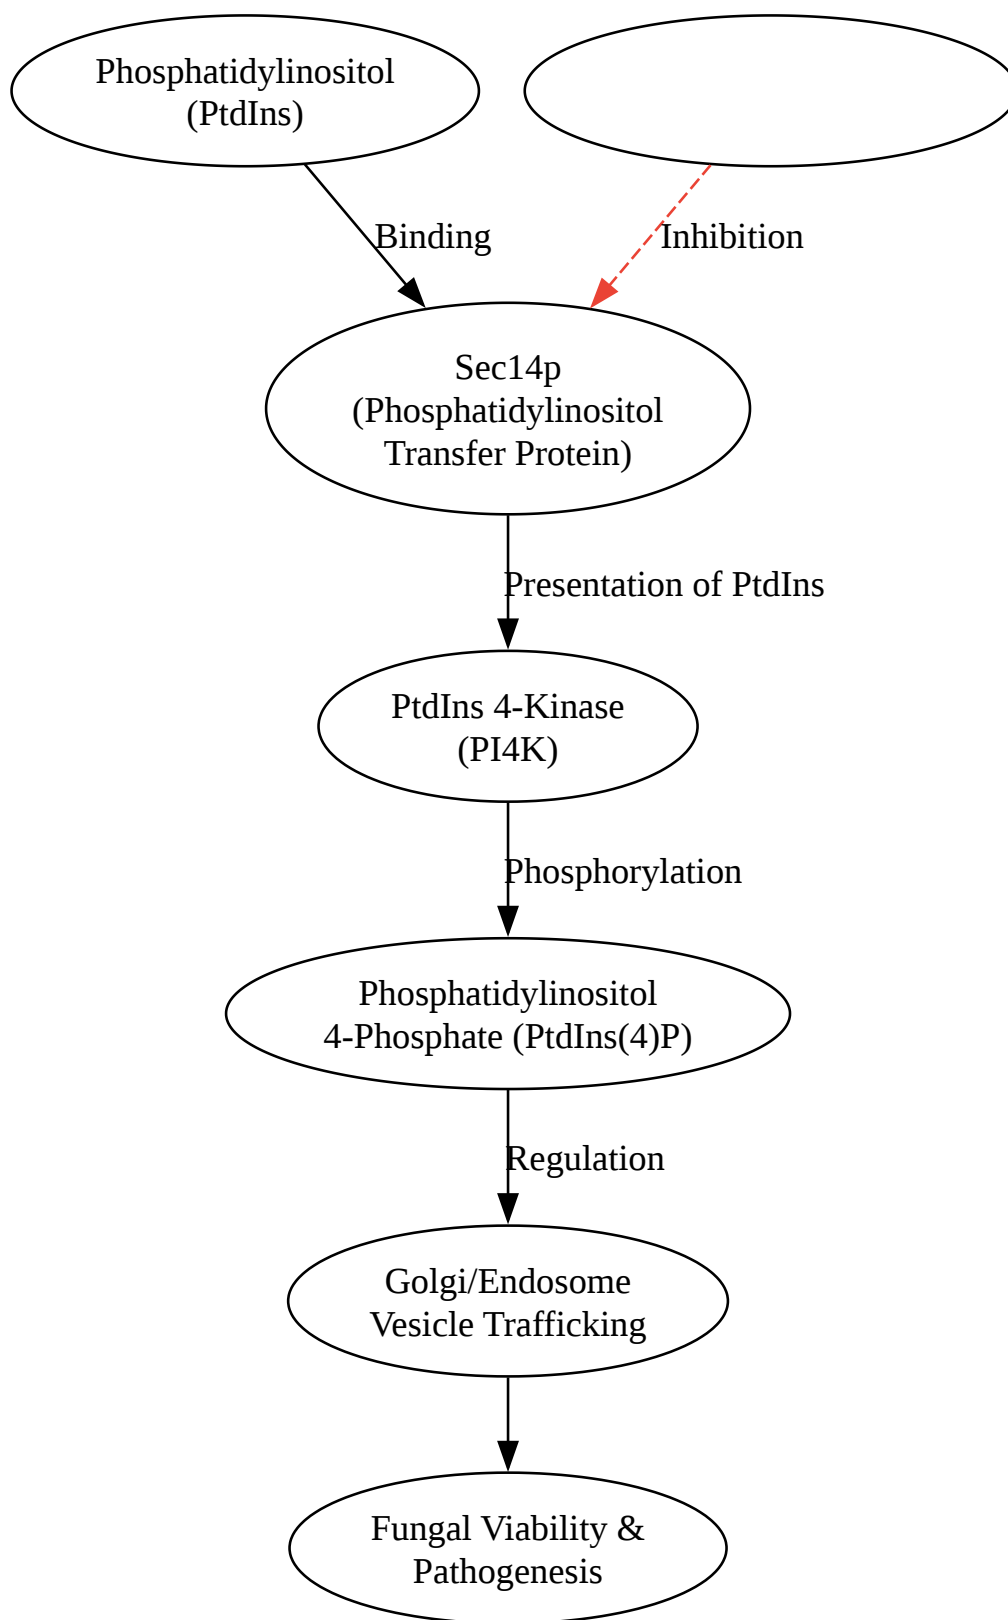 Phosphatidylinositol
(PtdIns)
Binding
Inhibition
Sec14p
(Phosphatidylinositol
Transfer Protein)
Presentation of PtdIns
PtdIns 4-Kinase
(PI4K)
Phosphorylation
Phosphatidylinositol
4-Phosphate (PtdIns(4)P)
Regulation
Golgi/Endosome
Vesicle Trafficking
Fungal Viability &
Pathogenesis